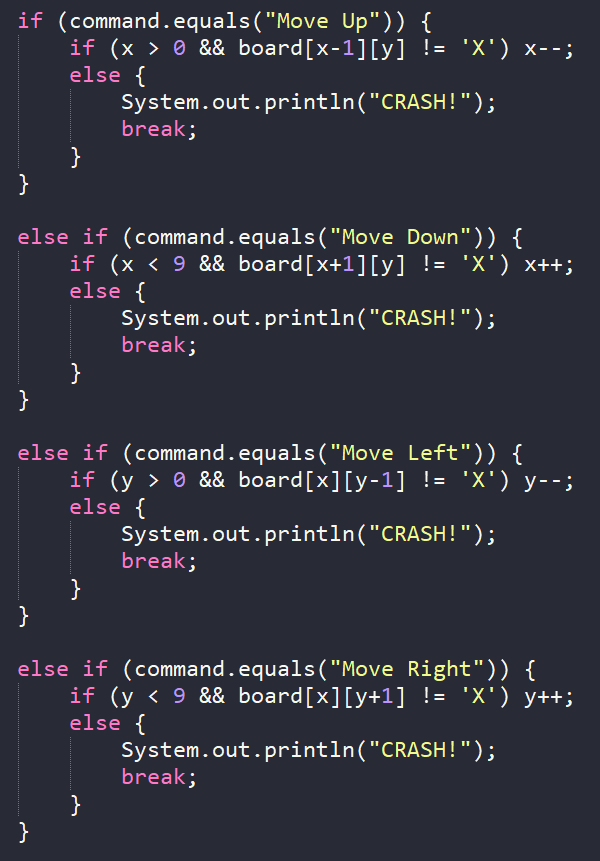 if (command.equals("Move Up")) {
    if (x > 0 && board[x-1][y] != 'X') x--;
    else {
        System.out.println("CRASH!");
        break;
    }
}

else if (command.equals("Move Down")) {
    if (x < 9 && board[x+1][y] != 'X') x++;
    else {
        System.out.println("CRASH!");
        break;
    }
}

else if (command.equals("Move Left")) {
    if (y > 0 && board[x][y-1] != 'X') y--;
    else {
        System.out.println("CRASH!");
        break;
    }
}

else if (command.equals("Move Right")) {
    if (y < 9 && board[x][y+1] != 'X') y++;
    else {
        System.out.println("CRASH!");
        break;
    }
}